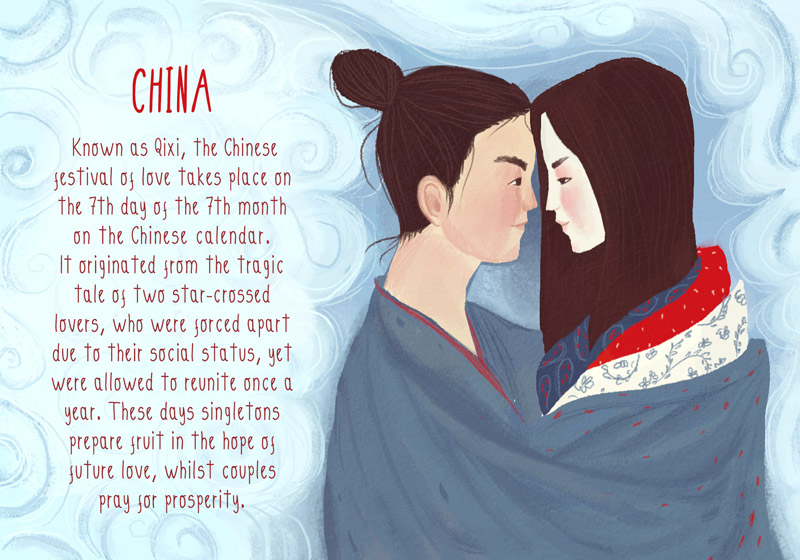 CHINA
Known as Qixi, the Chinese
festival of love takes place on
the 7th day of the 7th month
on the Chinese calendar.
It originated from the tragic
tale of two star-crossed
lovers, who were forced apart
due to their social status, yet
were allowed to reunite once a
year. These days singletons
prepare fruit in the hope of
future love, whilst couples
pray for prosperity.